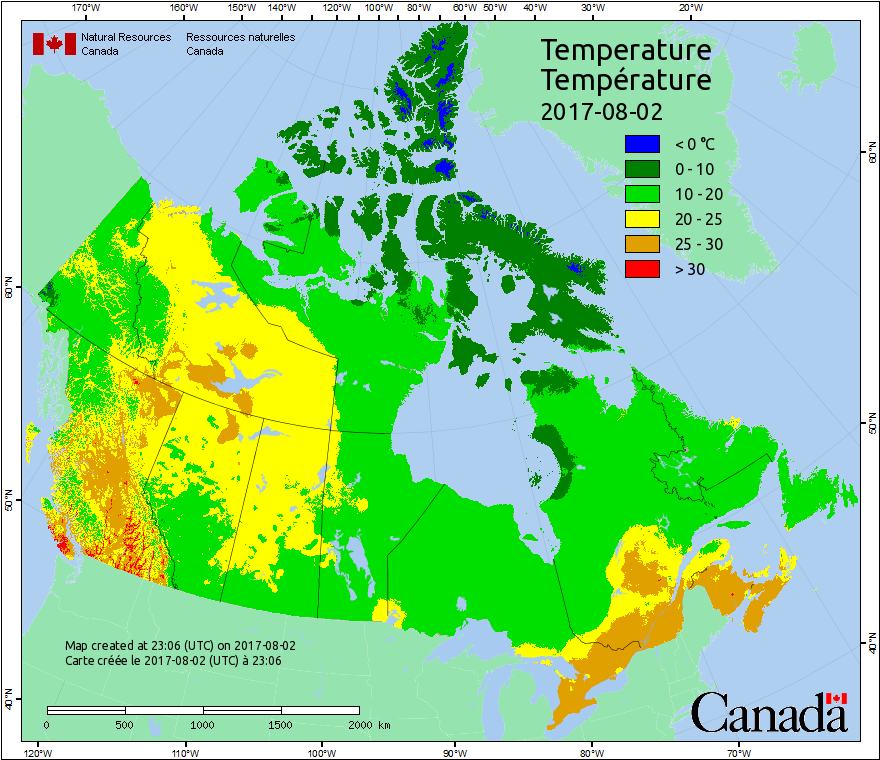 170°W 160°W 150°W 140°W 120°W 100°W 80°W 60°W 50°W 40°W 30°W 20°W
Natural Resources Ressources naturelles
Canada Canada
Temperature
Température
2017-08-02
< 0 °C
0 - 10
10 - 20
20 - 25
25 - 30
> 30
60°N
50°N
40°N
60°N
50°N
40°N
Map created at 23:06 (UTC) on 2017-08-02
Carte créée le 2017-08-02 (UTC) à 23:06
0 500 1000 1500 2000 km
Canada
120°W 110°W 100°W 90°W 80°W 70°W